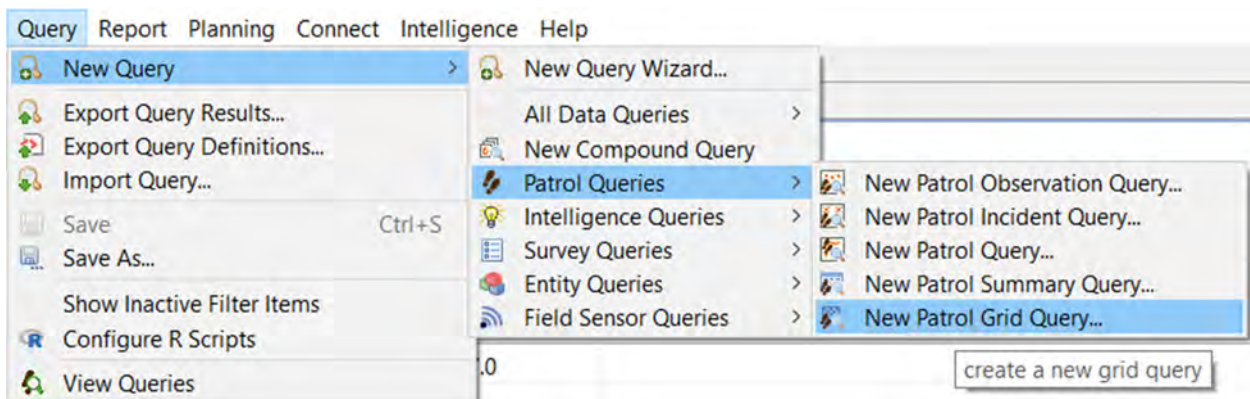 Query Report Planning Connect Intelligence Help
New Query >
Export Query Results...
Export Query Definitions...
Import Query...
Save Ctrl+S
Save As...
Show Inactive Filter Items
R Configure R Scripts
View Queries
New Query Wizard...
All Data Queries >
New Compound Query
Patrol Queries >
Intelligence Queries >
Survey Queries >
Entity Queries >
Field Sensor Queries >
New Patrol Observation Query...
New Patrol Incident Query...
New Patrol Query...
New Patrol Summary Query...
New Patrol Grid Query...
.0
create a new grid query